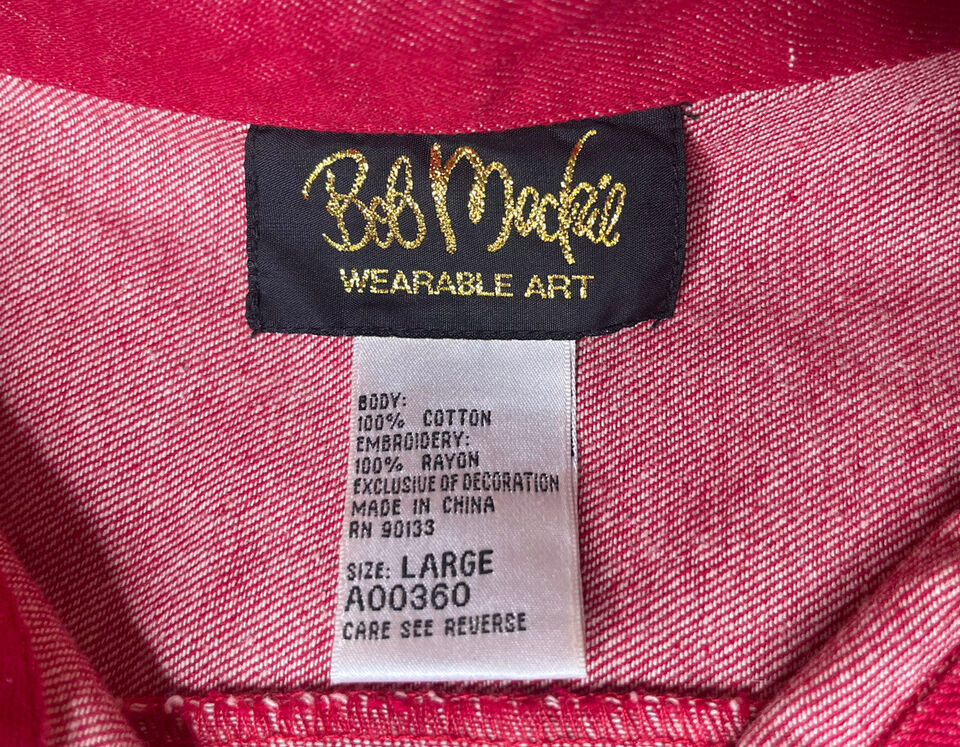 Bob Mackie
WEARABLE ART
BODY:
100% COTTON
EMBROIDERY:
100% RAYON
EXCLUSIVE OF DECORATION
MADE IN CHINA
RN 90133
SIZE: LARGE
A00360
CARE SEE REVERSE